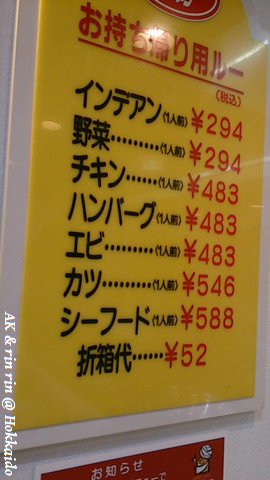 お持ち帰り用ルー
(税込)
インデアン(1人前)¥294
野菜………(1人前)¥294
チキン……(1人前)¥483
ハンバーグ(1人前)¥483
エビ………(1人前)¥483
カツ………(1人前)¥546
シーフード(1人前)¥588
折箱代……¥52
お知らせ
AK & rin rin @ Hokkaido